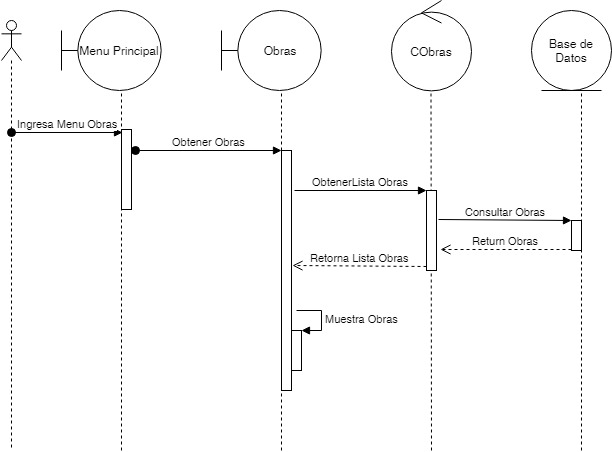 Menu Principal
Obras
CObras
Base de
Datos
Ingresa Menu Obras
Obtener Obras
ObtenerLista Obras
Consultar Obras
Return Obras
Retorna Lista Obras
Muestra Obras